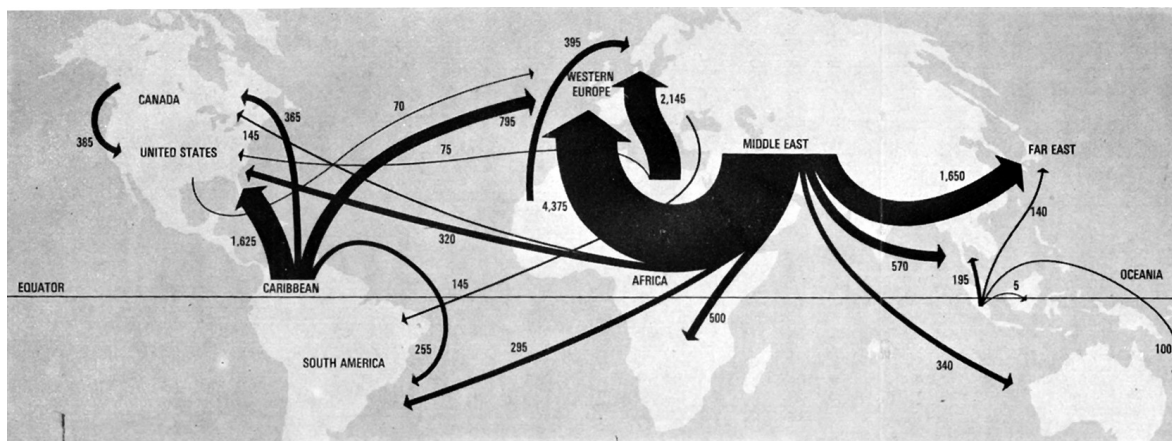 395
WESTERN
EUROPE
2,145
CANADA
70
365
795
365
145
UNITED STATES
75
MIDDLE EAST
FAR EAST
1,650
4,375
140
1,625
320
570
195
5
OCEANIA
EQUATOR
CARIBBEAN
145
AFRICA
500
295
100
255
SOUTH AMERICA
340